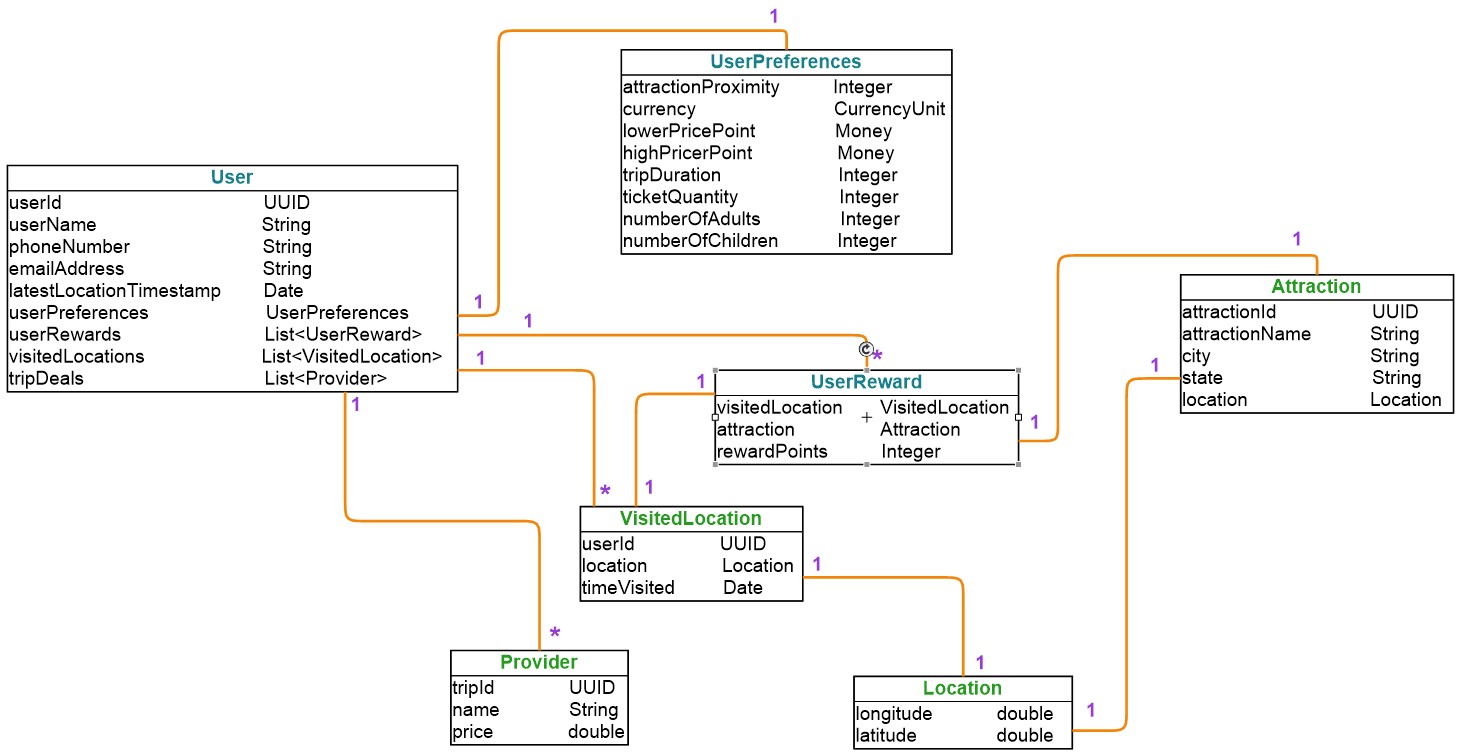 1
UserPreferences
attractionProximity Integer
currency CurrencyUnit
lowerPricePoint Money
highPricerPoint Money
tripDuration Integer
ticketQuantity Integer
numberOfAdults Integer
numberOfChildren Integer
User
userId UUID
userName String
phoneNumber String
emailAddress String
latestLocationTimestamp Date
userPreferences UserPreferences
userRewards List<UserReward>
visitedLocations List<VisitedLocation>
tripDeals List<Provider>
1
1
1
1
*
1
Attraction
attractionId UUID
attractionName String
city String
state String
location Location
1
1
UserReward
visitedLocation VisitedLocation
attraction Attraction
rewardPoints Integer
1
*
1
VisitedLocation
userId UUID
location Location
timeVisited Date
1
*
Provider
tripId UUID
name String
price double
1
Location
longitude double
latitude double
1